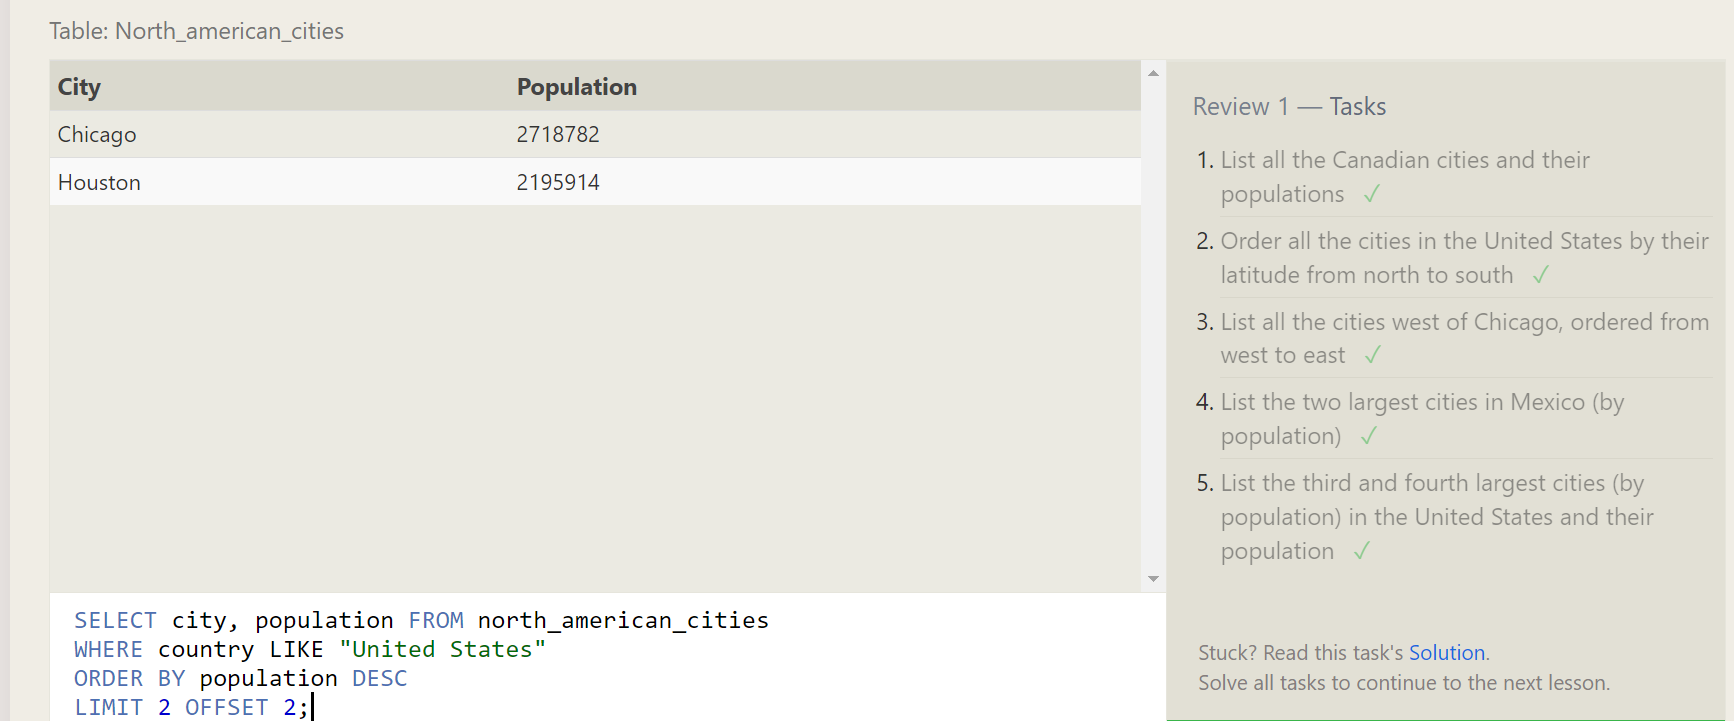 Table: North_american_cities
City Population
Chicago 2718782
Houston 2195914
SELECT city, population FROM north_american_cities
WHERE country LIKE "United States"
ORDER BY population DESC
LIMIT 2 OFFSET 2;
Review 1 — Tasks
1. List all the Canadian cities and their
populations ✓
2. Order all the cities in the United States by their
latitude from north to south ✓
3. List all the cities west of Chicago, ordered from
west to east ✓
4. List the two largest cities in Mexico (by
population) ✓
5. List the third and fourth largest cities (by
population) in the United States and their
population ✓
Stuck? Read this task's Solution.
Solve all tasks to continue to the next lesson.